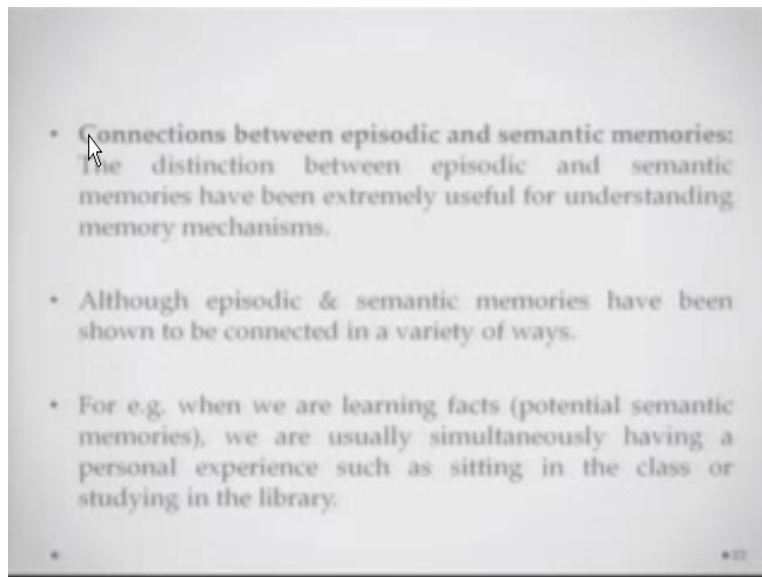 • Connections between episodic and semantic memories:
The distinction between episodic and semantic
memories have been extremely useful for understanding
memory mechanisms.
• Although episodic & semantic memories have been
shown to be connected in a variety of ways.
• For e.g. when we are learning facts (potential semantic
memories), we are usually simultaneously having a
personal experience such as sitting in the class or
studying in the library.